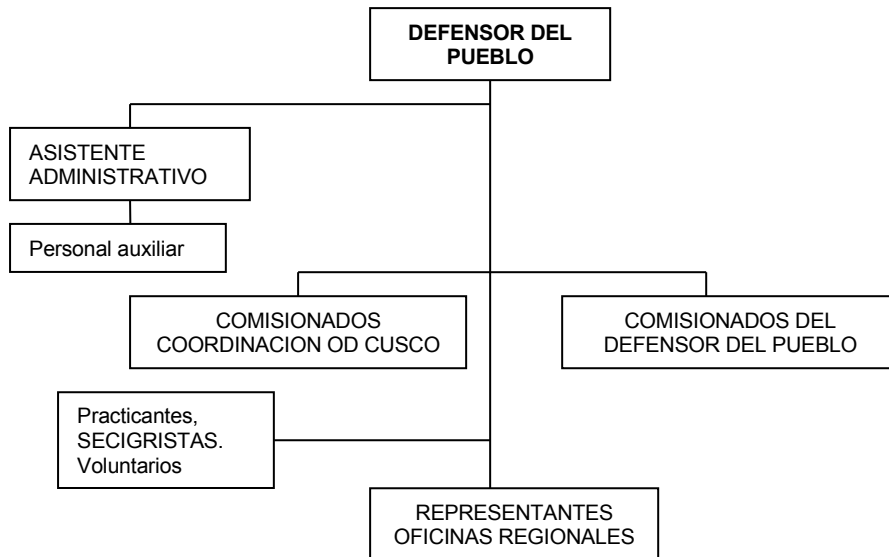 DEFENSOR DEL
PUEBLO
ASISTENTE
ADMINISTRATIVO
Personal auxiliar
COMISIONADOS
COORDINACION OD CUSCO
COMISIONADOS DEL
DEFENSOR DEL PUEBLO
Practicantes,
SECIGRISTAS.
Voluntarios
REPRESENTANTES
OFICINAS REGIONALES